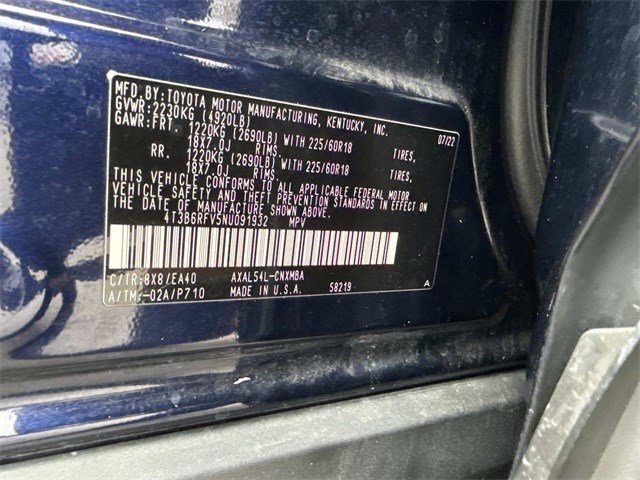 MFD.BY:TOYOTA MOTOR MANUFACTURING, KENTUCKY, INC.
GVWR:2230KG (4920LB) 07/22
GAWR:FRT. 1220KG (2690LB) WITH 225/60R18 TIRES,
18X7.0J RIMS.
RR. 1220KG (2690LB) WITH 225/60R18 TIRES,
18X7.0J RIMS.
THIS VEHICLE CONFORMS TO ALL APPLICABLE FEDERAL MOTOR
VEHICLE SAFETY AND THEFT PREVENTION STANDARDS IN EFFECT ON
THE DATE OF MANUFACTURE SHOWN ABOVE.
4T3B6RFV5NU091932 MPV
C/TR:8X8/EA40 AXAL54L-CNXMBA A
A/TM:-02A/P710 MADE IN U.S.A. 58219